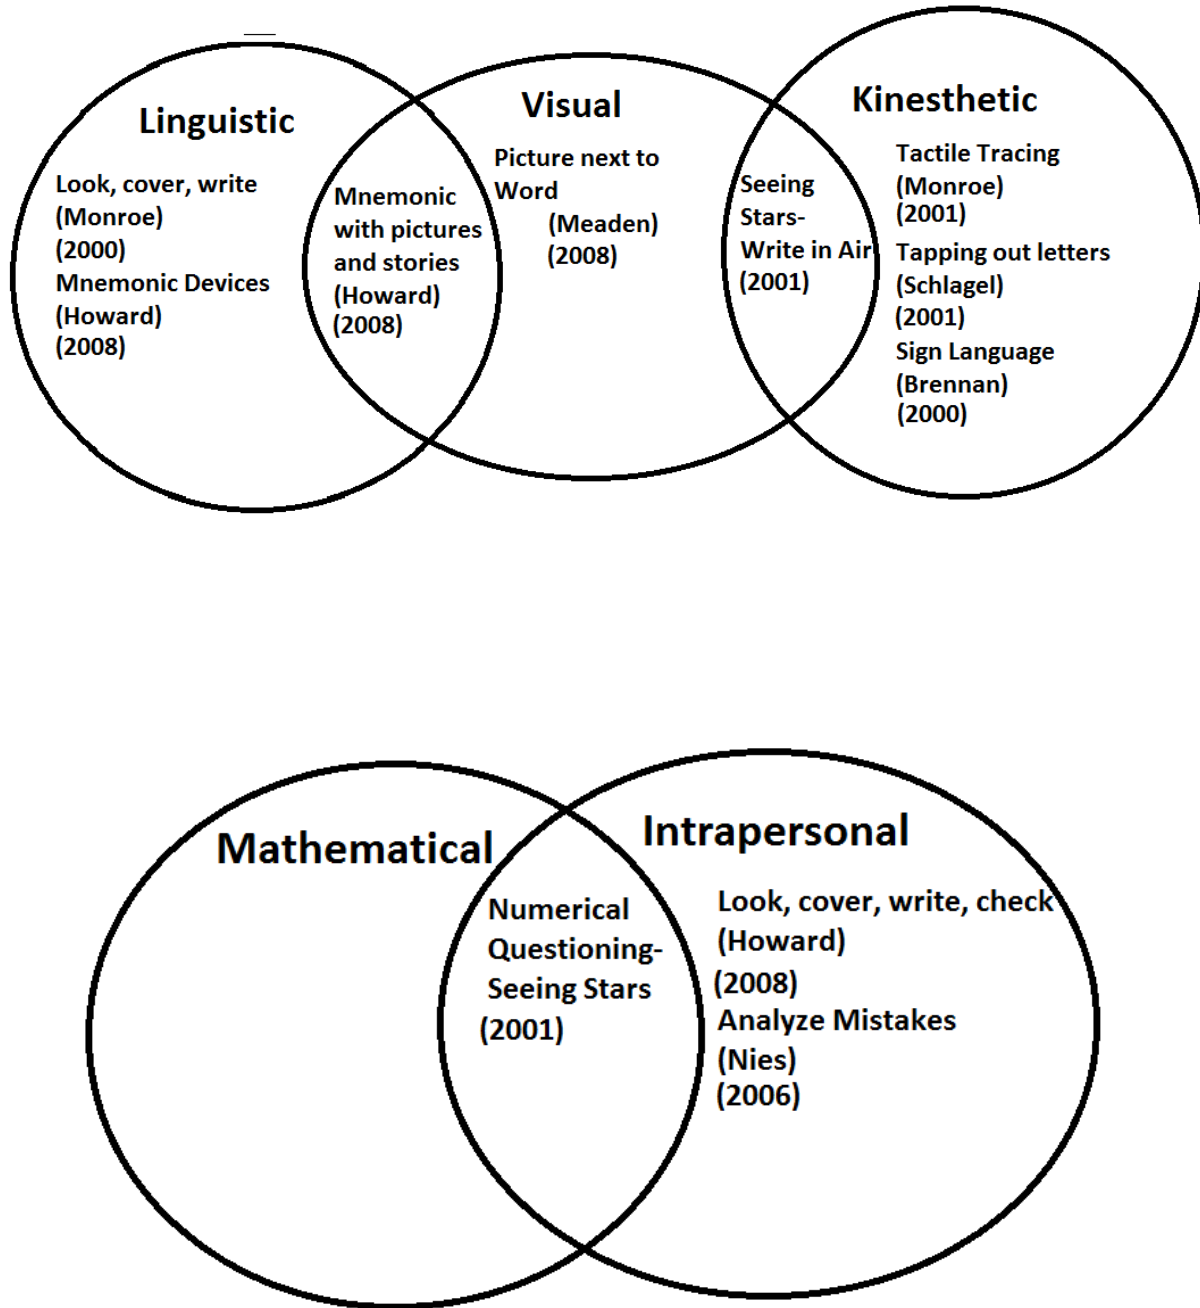 Linguistic
Look, cover, write
(Monroe)
(2000)
Mnemonic Devices
(Howard)
(2008)
Mnemonic
with pictures
and stories
(Howard)
(2008)
Visual
Picture next to
Word
(Meaden)
(2008)
Seeing
Stars-
Write in Air
(2001)
Kinesthetic
Tactile Tracing
(Monroe)
(2001)
Tapping out letters
(Schlagel)
(2001)
Sign Language
(Brennan)
(2000)
Mathematical
Numerical
Questioning-
Seeing Stars
(2001)
Intrapersonal
Look, cover, write, check
(Howard)
(2008)
Analyze Mistakes
(Nies)
(2006)